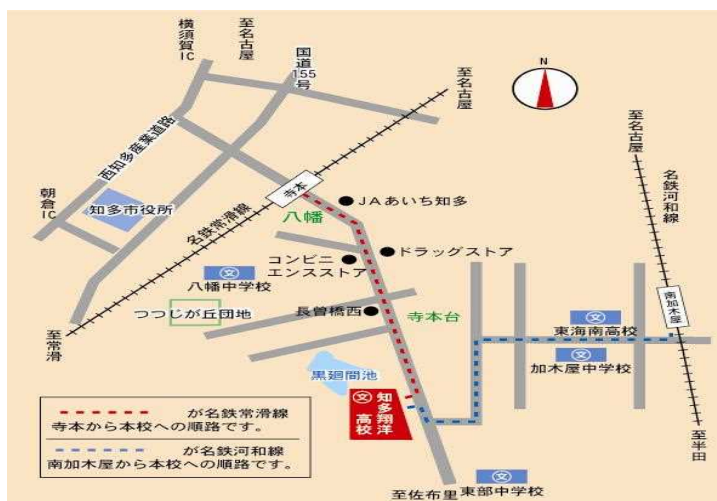 横須賀IC
至名古屋
国道155号
至名古屋
N
至名古屋
名鉄河和線
西知多産業道路
朝倉IC
知多市役所
寺本
JAあいち知多
八幡
名鉄常滑線
ドラッグストア
コンビニ
エンスストア
文
八幡中学校
つつじが丘団地
長曽橋西
寺本台
至常滑
南加木屋
文
東海南高校
文
加木屋中学校
黒廻間池
文
知多翔洋
高校
が名鉄常滑線
寺本から本校への順路です。
が名鉄河和線
南加木屋から本校への順路です。
至半田
文
東部中学校
至佐布里